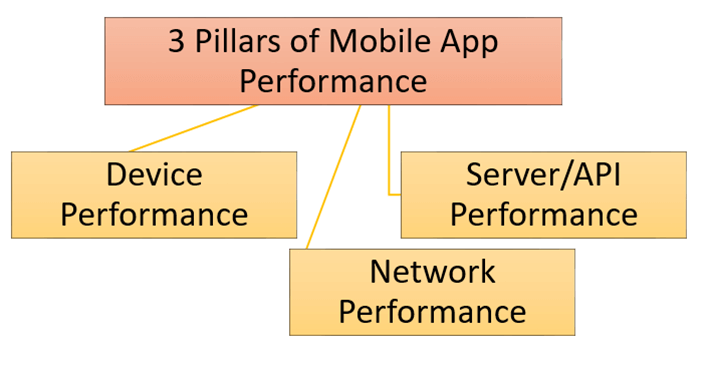 3 Pillars of Mobile App
Performance
Device
Performance
Server/API
Performance
Network
Performance